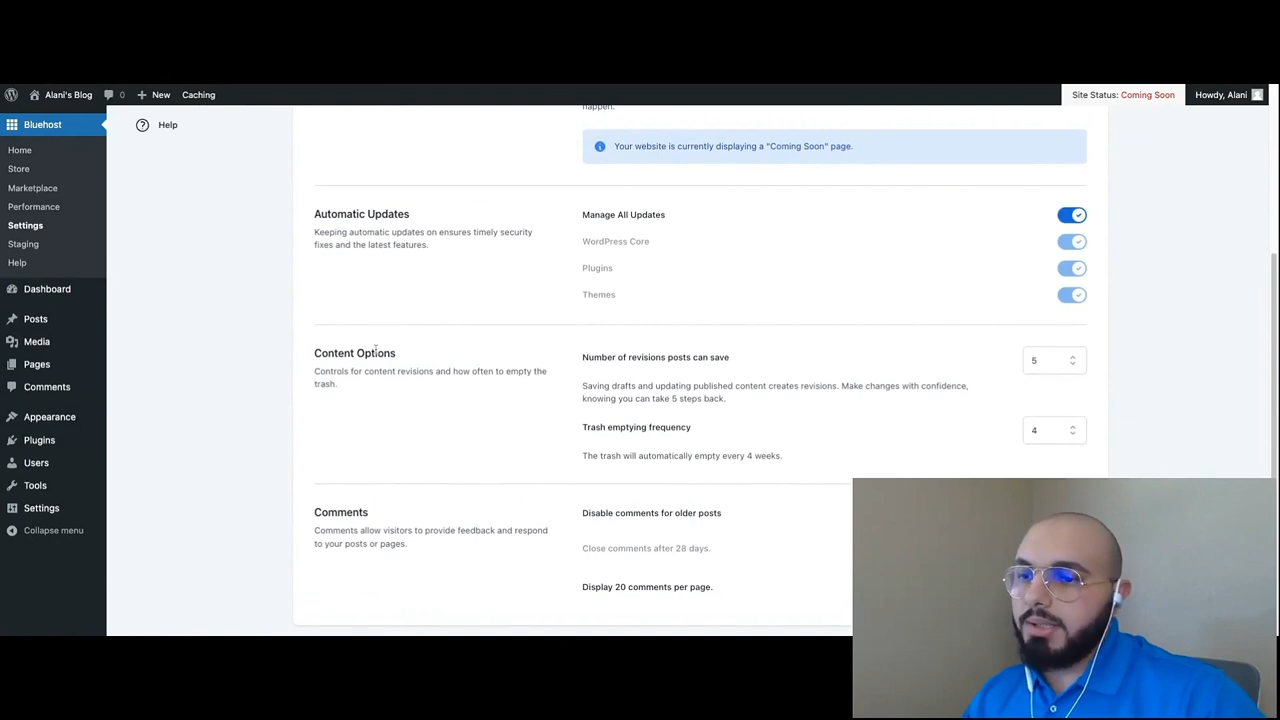 Alani's Blog
0
New
Caching
Site Status: Coming Soon
Howdy, Alani
Bluehost
Home
Store
Marketplace
Performance
Settings
Staging
Help
Dashboard
Posts
Media
Pages
Comments
Appearance
Plugins
Users
Tools
Settings
Collapse menu
Help
happen.
Your website is currently displaying a "Coming Soon" page.
Automatic Updates
Keeping automatic updates on ensures timely security
fixes and the latest features.
Manage All Updates
WordPress Core
Plugins
Themes
Content Options
Controls for content revisions and how often to empty the
trash.
Number of revisions posts can save
5
Saving drafts and updating published content creates revisions. Make changes with confidence,
knowing you can take 5 steps back.
Trash emptying frequency
4
The trash will automatically empty every 4 weeks.
Comments
Comments allow visitors to provide feedback and respond
to your posts or pages.
Disable comments for older posts
Close comments after 28 days.
Display 20 comments per page.